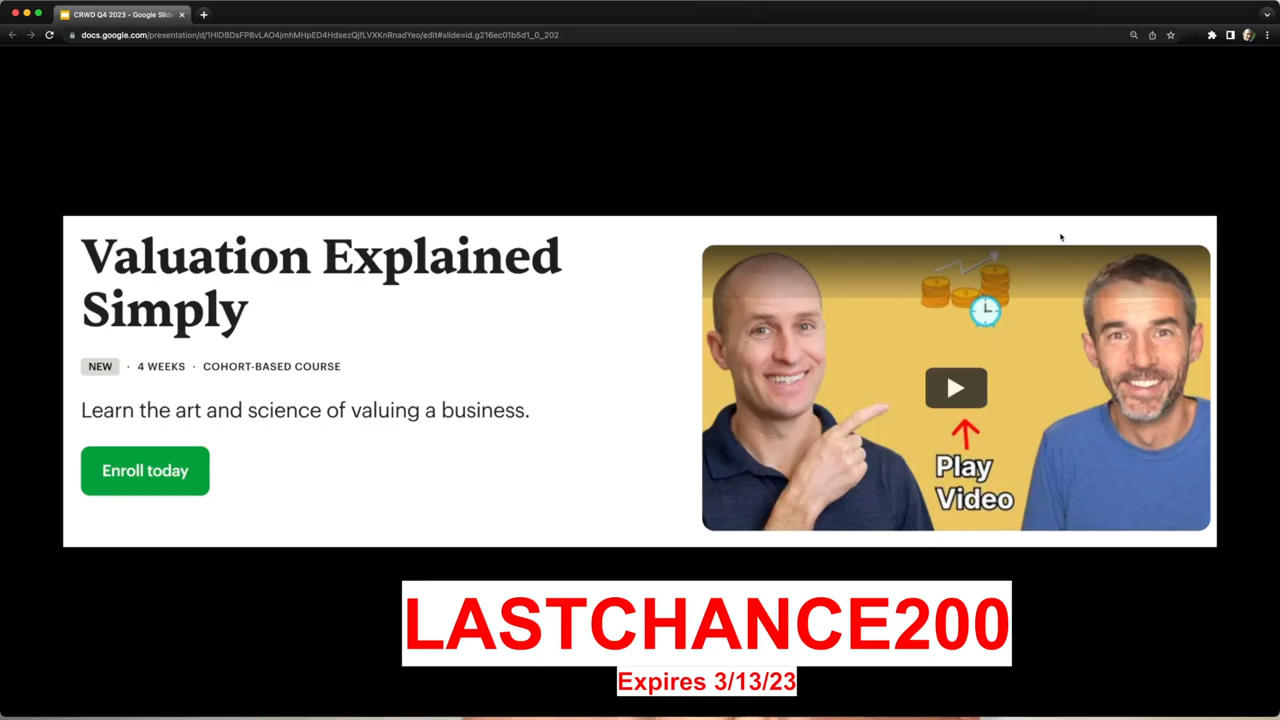 CRWD Q4 2023 - Google Slid
docs.google.com/presentation/d/1HlD8DsFPBvLAO4jmhMHpED4HdsezQjfLVXKnRnadYeo/edit#slide=id.g216ec01b5d1_0_202
Valuation Explained
Simply
NEW · 4 WEEKS · COHORT-BASED COURSE
Learn the art and science of valuing a business.
Enroll today
Play
Video
LASTCHANCE200
Expires 3/13/23